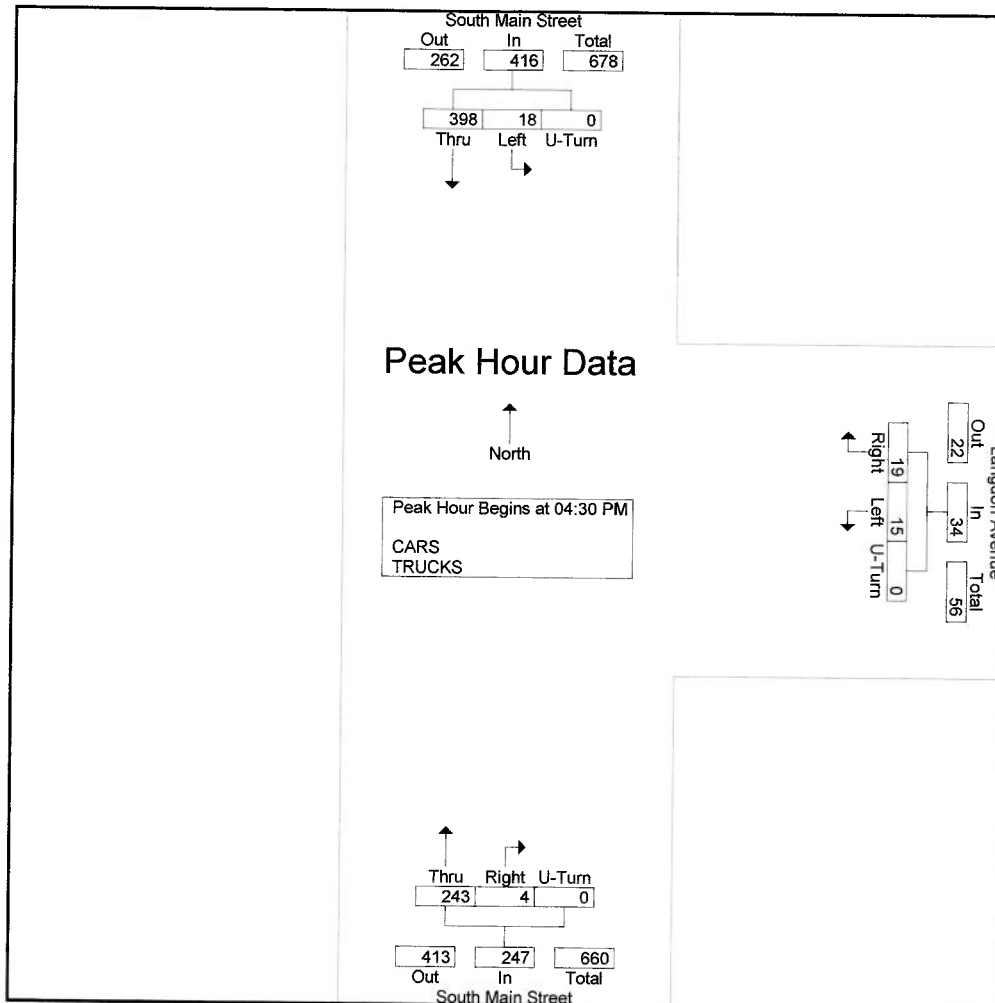 South Main Street
Out In Total
262 416 678
398 18 0
Thru Left U-Turn
Peak Hour Data
North
Peak Hour Begins at 04:30 PM
CARS
TRUCKS
Out In Total
22 34 56
19 15 0
Right Left U-Turn
Avenue
Thru Right U-Turn
243 4 0
413 247 660
Out In Total
South Main Street